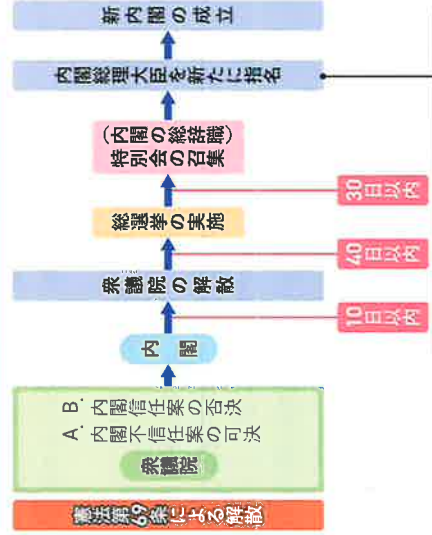 憲法第69条による解散
衆議院
A. 内閣不信任案の可決
B. 内閣信任案の否決
内閣
10日以内
衆議院の解散
40日以内
総選挙の実施
30日以内
特別会の召集
(内閣の総辞職)
内閣総理大臣を新たに指名
新内閣の成立